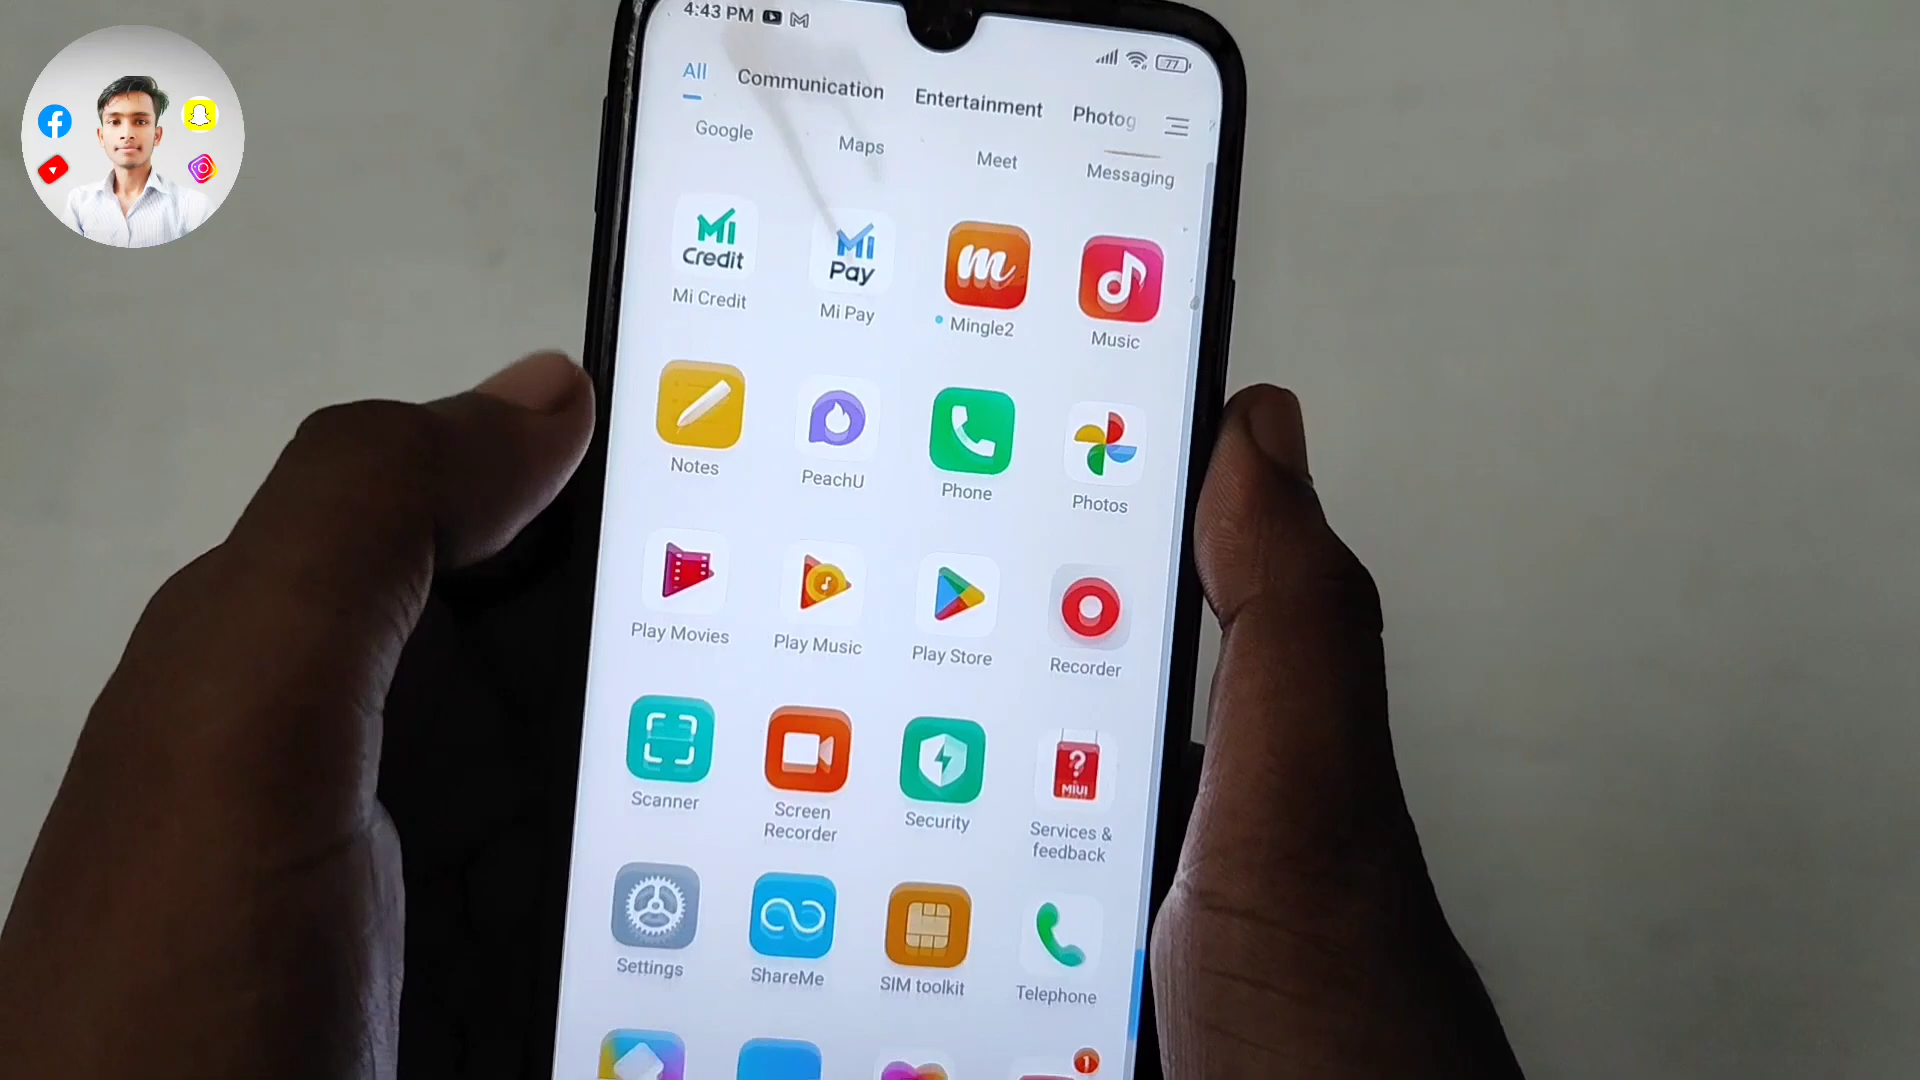 4:43 PM
77
All Communication Entertainment Photog
Google Maps Meet Messaging
Mi Credit
Mi Pay
m
Mi Credit Mi Pay Mingle2 Music
Notes PeachU Phone Photos
Play Movies Play Music Play Store Recorder
?
MIUI
Scanner Screen Recorder Security Services & feedback
Settings ShareMe SIM toolkit Telephone
1